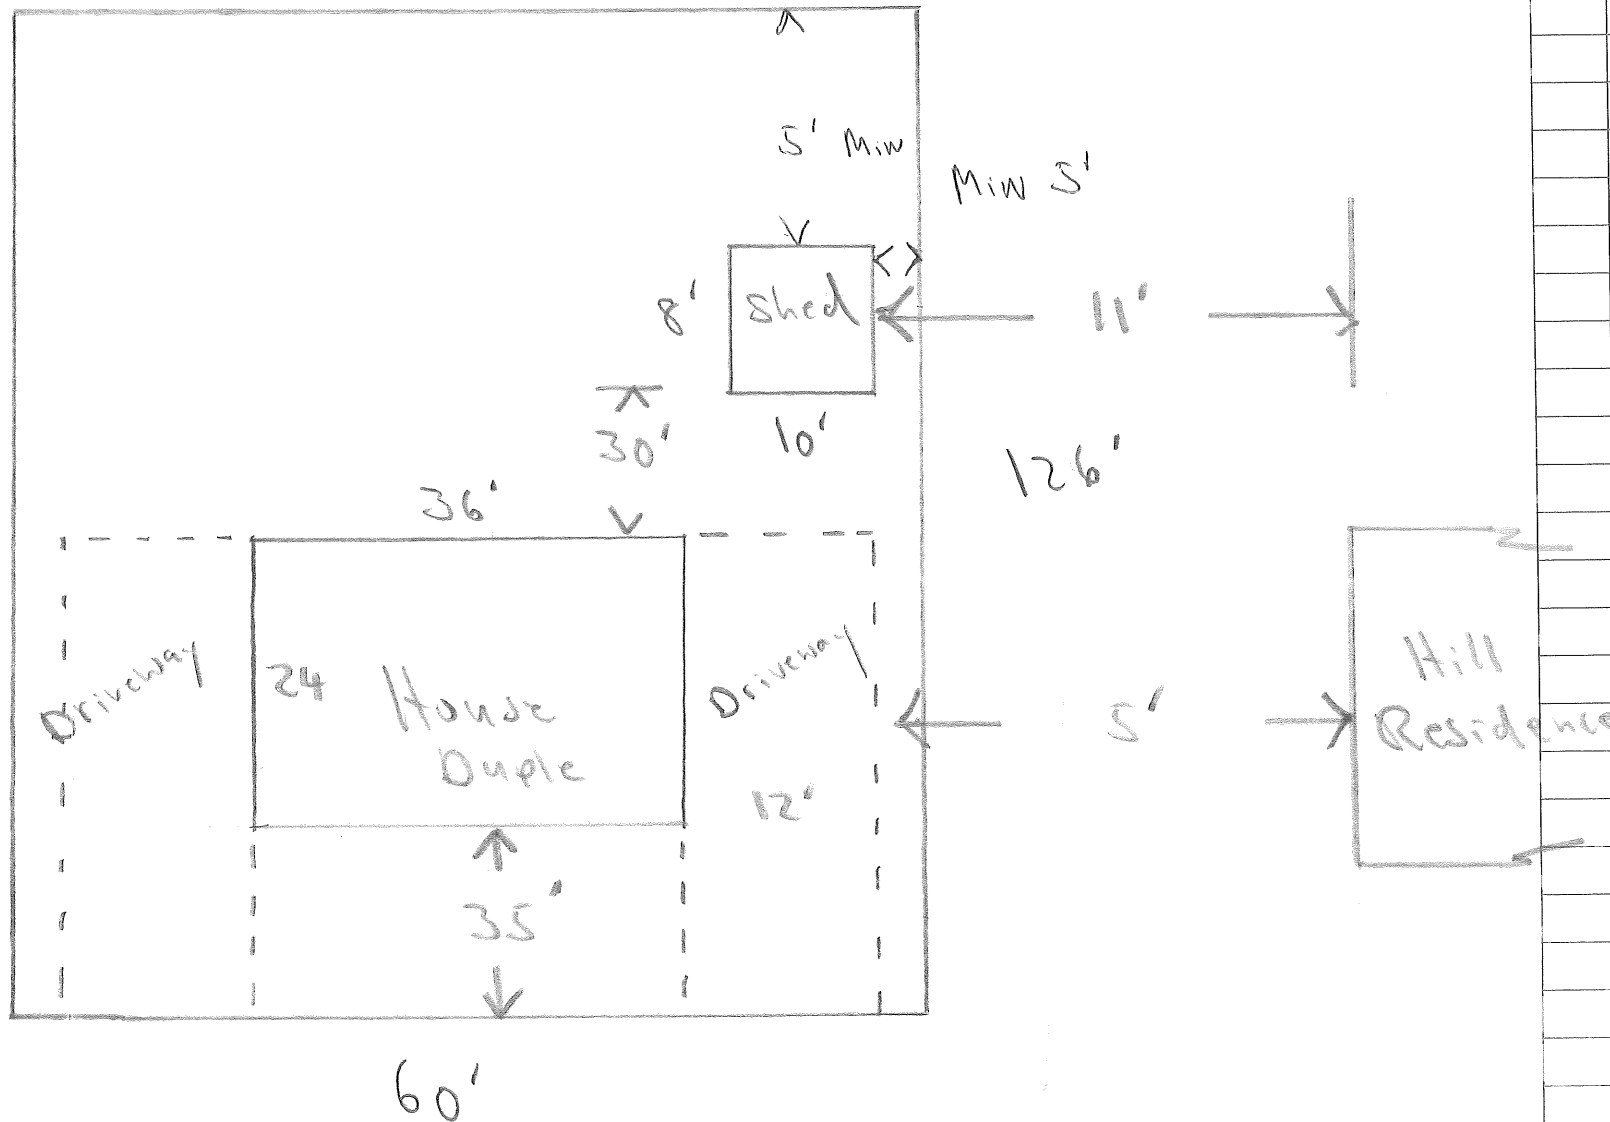 5' Min
Min 5'
Shed
8'
11'
10'
30'
126'
36'
Driveway
24
House
Duple
Driveway
12'
5'
Hill
Residence
35'
60'